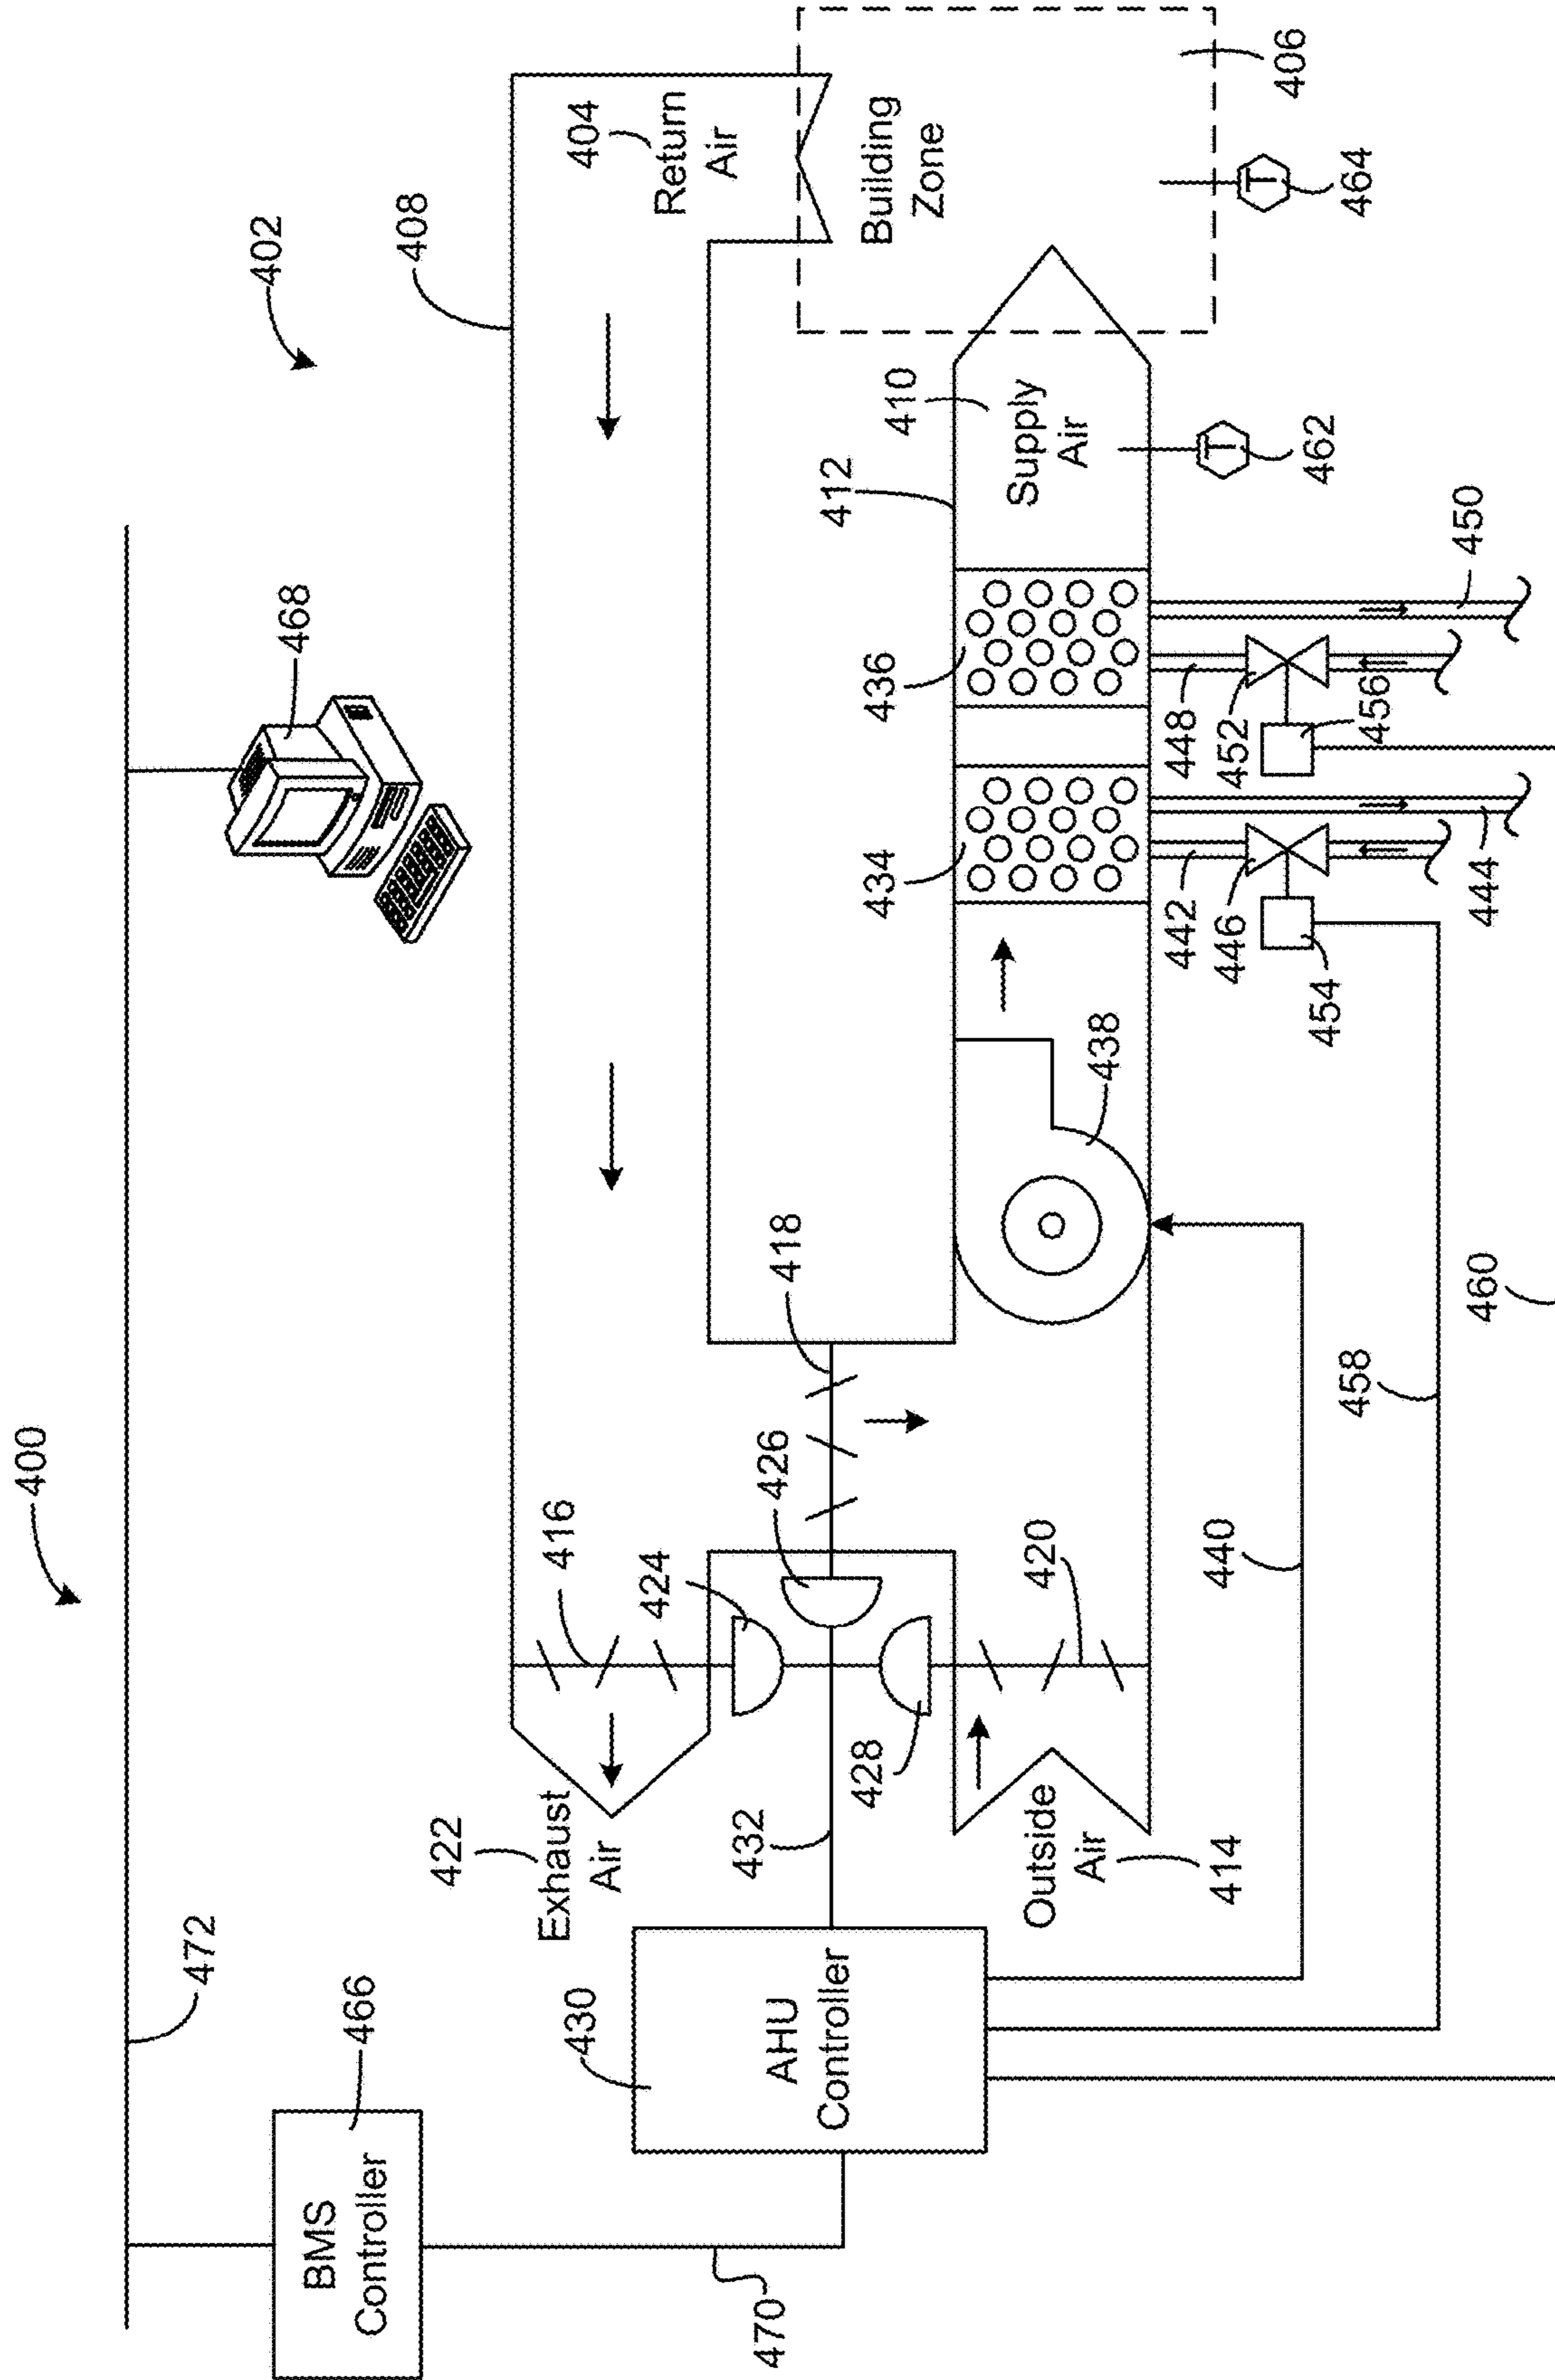 400
402
472
BMS
Controller
466
470
468
408
404
Return
Air
416
422
Exhaust
Air
424
426
418
430
AHU
Controller
432
428
412
410
434
436
Supply
Air
Building
Zone
406
420
Outside
Air
414
438
442
446
454
444
448
452
456
450
T
462
T
464
440
458
460